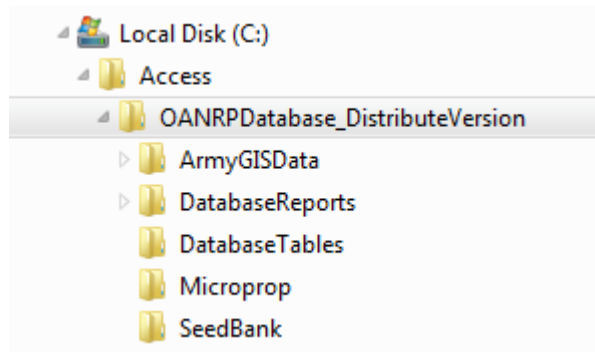 Local Disk (C:)
Access
OANRPDatabase_DistributeVersion
ArmyGISData
DatabaseReports
DatabaseTables
Microprop
SeedBank